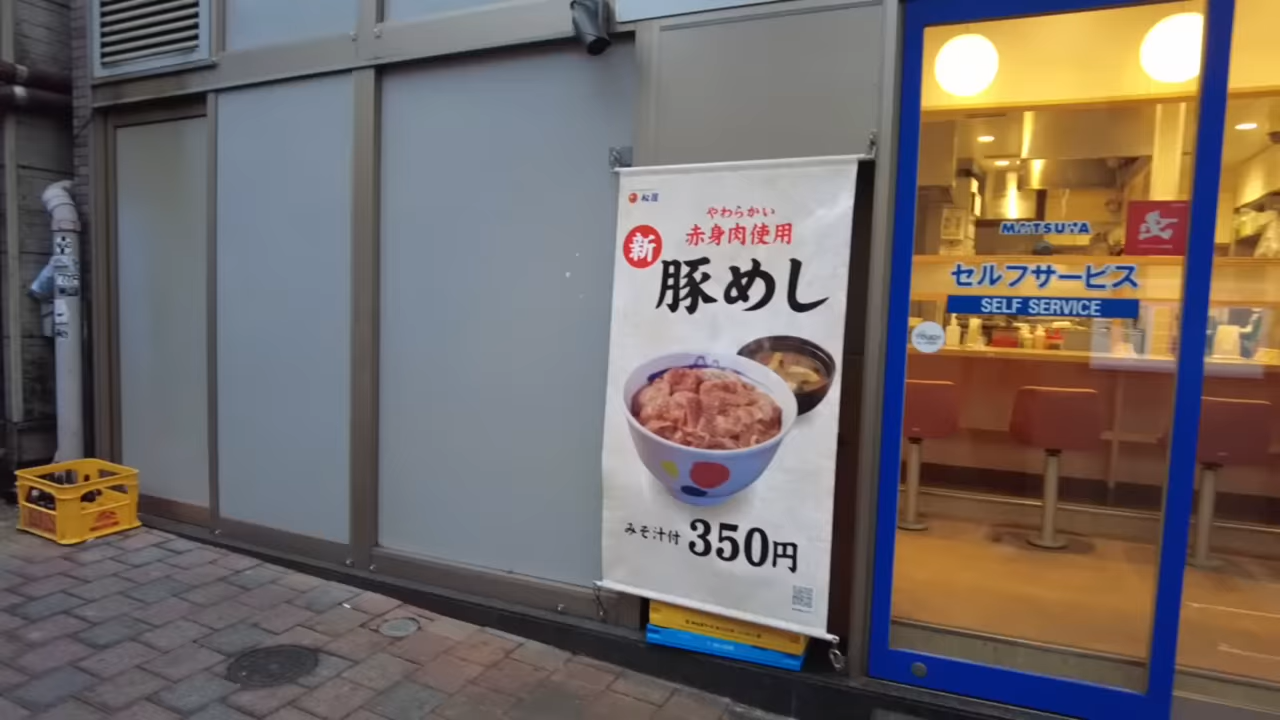 松屋
やわらかい
赤身肉使用
新
豚めし
みそ汁付 350円
MATSUYA
セルフサービス
SELF SERVICE